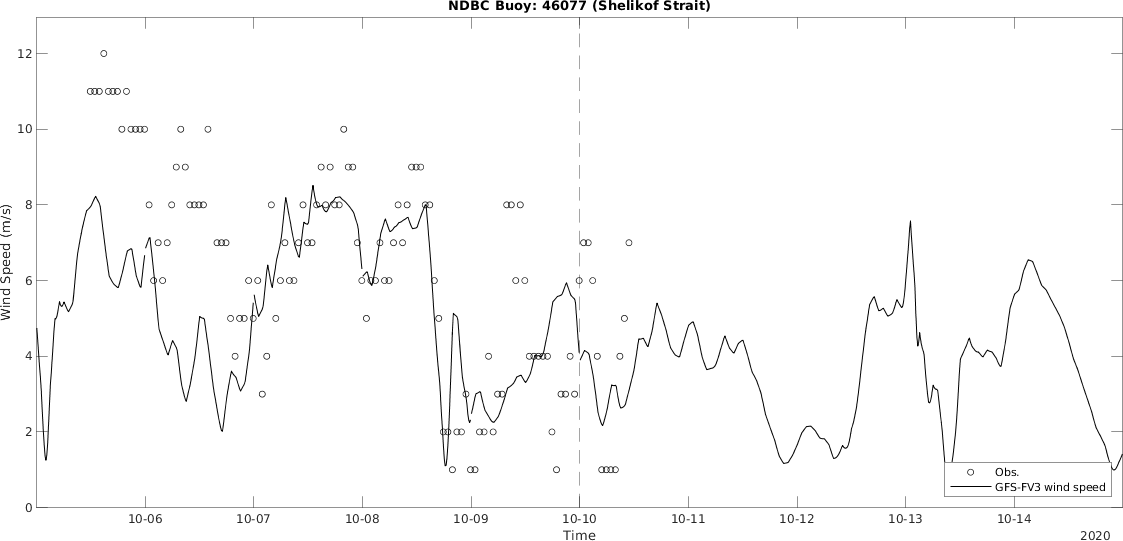 NDBC Buoy: 46077 (Shelikof Strait)
Wind Speed (m/s)
12
10
8
6
4
2
0
10-06 10-07 10-08 10-09 10-10 10-11 10-12 10-13 10-14
Time
2020
Obs.
GFS-FV3 wind speed